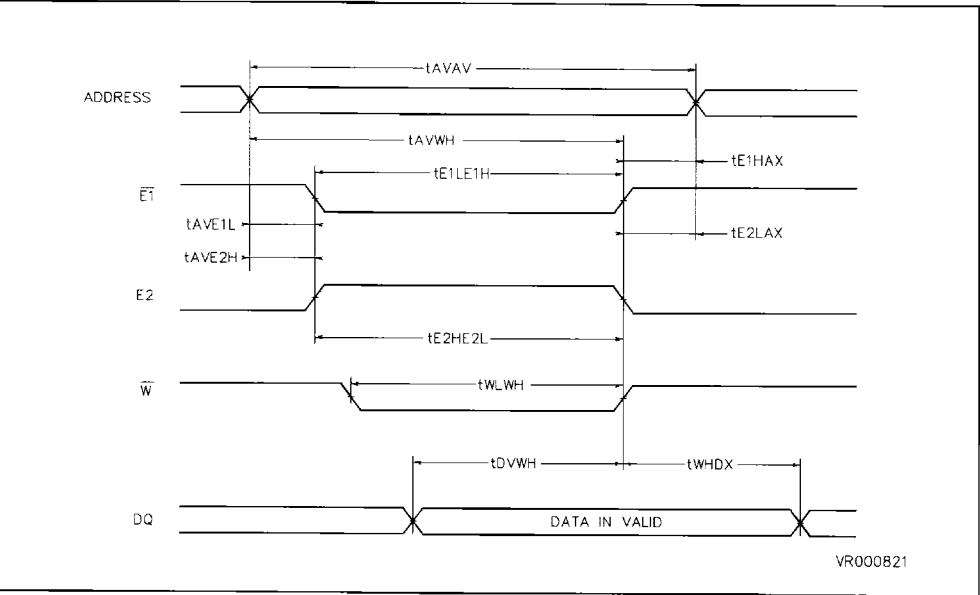 tAVAV
ADDRESS
tAVWH
tE1HAX
tE1LE1H
E1
tAVE1L
tE2LAX
tAVE2H
E2
tE2HE2L
W
tWLWH
tDVWH
tWHDX
DQ
DATA IN VALID
VR000821